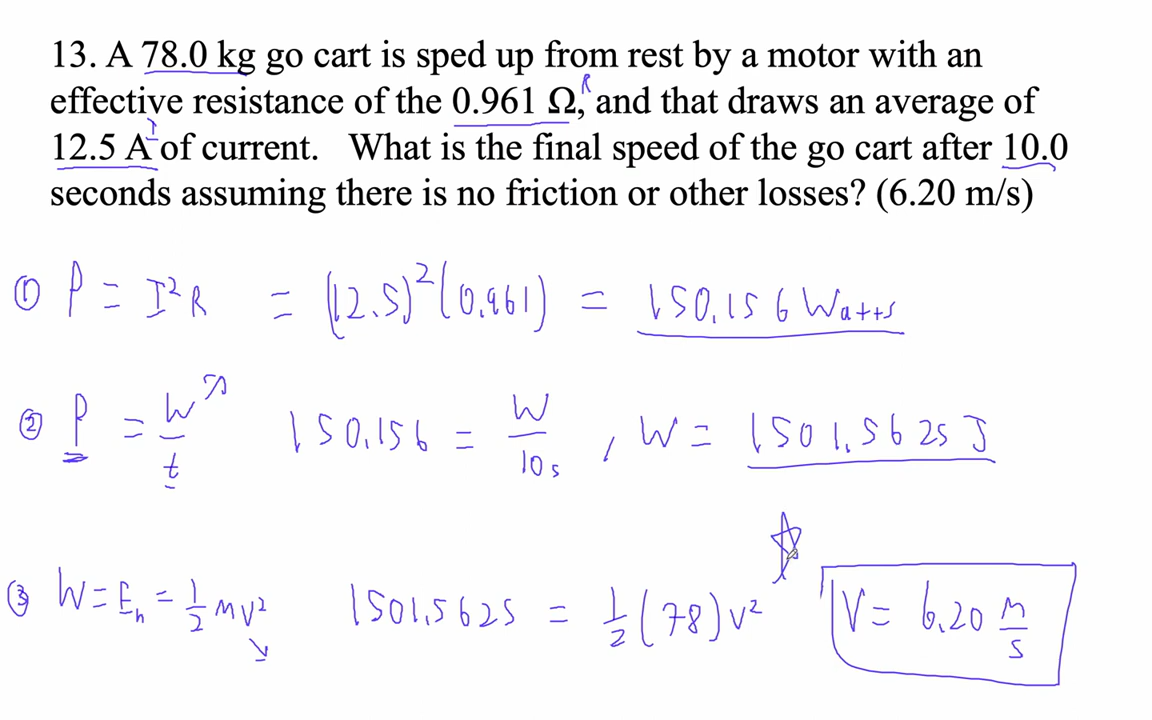 13. A 78.0 kg go cart is sped up from rest by a motor with an
R
effective resistance of the 0.961 Ω, and that draws an average of
I
12.5 A of current. What is the final speed of the go cart after 10.0
seconds assuming there is no friction or other losses? (6.20 m/s)
① P = I²R = (12.5)²(0.961) = 150.156 Watts
② P = W/t 150.156 = W/10s , W = 1501.5625 J
③ W = Eₖ = 1/2 mv² 1501.5625 = 1/2 (78) v² V = 6.20 m/s